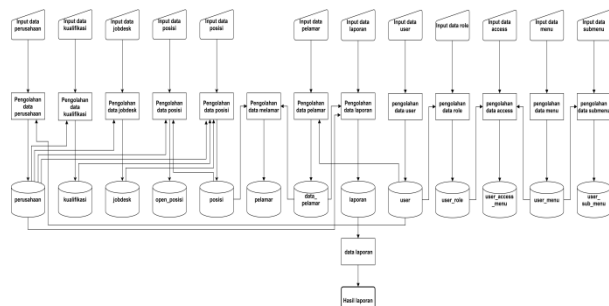 Input data
perusahaan
Input data
kualifikasi
Input data
jobdesk
Input data
posisi
Input data
posisi
Input data
pelamar
Input data
laporan
Input data
user
Input data role
Input data
access
Input data
menu
Input data
submenu
Pengolahan
data
perusahaan
Pengolahan
data
kualifikasi
Pengolahan
data jobdesk
Pengolahan
data posisi
Pengolahan
data posisi
Pengolahan
data melamar
Pengolahan
data pelamar
Pengolahan
data laporan
pengolahan
data user
pengolahan
data role
Pengolahan
data access
pengolahan
data menu
pengolahan
data submenu
perusahaan
kualifikasi
jobdesk
open_posisi
posisi
pelamar
data_
pelamar
laporan
user
user_role
user_access
_menu
user_menu
user_
sub_menu
data laporan
Hasil laporan